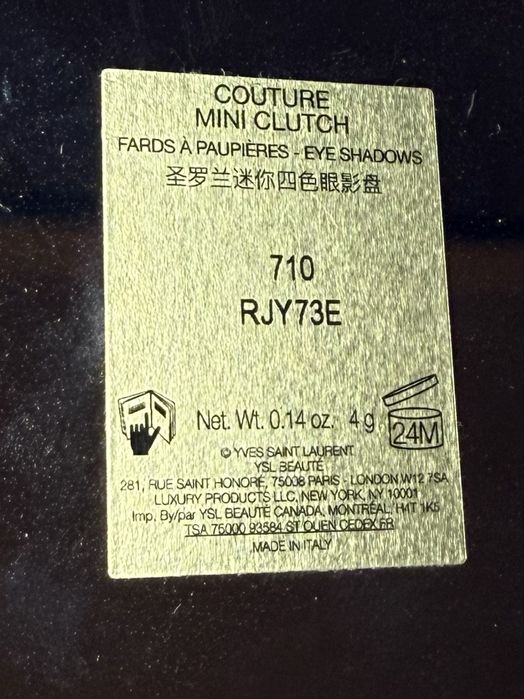 COUTURE
MINI CLUTCH
FARDS À PAUPIÈRES - EYE SHADOWS
圣罗兰迷你四色眼影盘
710
RJY73E
Net. Wt. 0.14 oz. 4 g
24M
© YVES SAINT LAURENT
YSL BEAUTÉ
281, RUE SAINT HONORÉ, 75008 PARIS - LONDON W12 7SA
LUXURY PRODUCTS LLC, NEW YORK, NY 10001
Imp. By/par YSL BEAUTÉ CANADA, MONTRÉAL, H4T 1K5
TSA 75000 93584 ST OUEN CEDEX FR
MADE IN ITALY